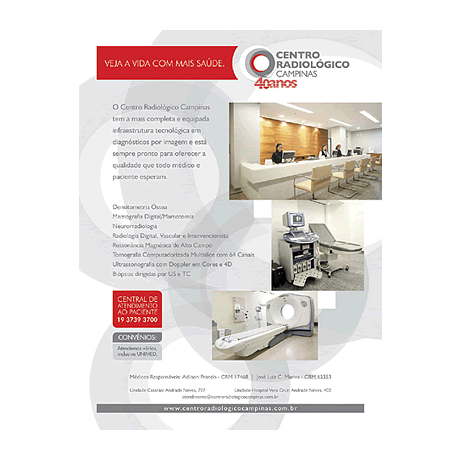 VEJA A VIDA COM MAIS SAÚDE.
CENTRO
RADIOLÓGICO
CAMPINAS
40anos
O Centro Radiológico Campinas
tem a mais completa e equipada
infraestrutura tecnológica em
diagnósticos por imagem e está
sempre pronto para oferecer a
qualidade que todo médico e
paciente esperam.
Densitometria Óssea
Mamografia Digital/Mamotomia
Neurorradiologia
Radiologia Digital, Vascular e Intervencionista
Ressonância Magnética de Alto Campo
Tomografia Computadorizada Multislice com 64 Canais
Ultrassonografia com Doppler em Cores e 4D
Biópsias dirigidas por US e TC
CENTRAL DE
ATENDIMENTO
AO PACIENTE
19 3739 3700
CONVÊNIOS:
Atendemos vários,
inclusive UNIMED.
Médicos Responsáveis: Adilson Prando - CRM:17468 | José Luiz C. Marins - CRM:13353
Unidade Cesarias: Andrade Neves, 707 Unidade Hospital Vera Cruz: Andrade Neves, 402
atendimento@centroradiologicocampinas.com.br
www.centroradiologicocampinas.com.br